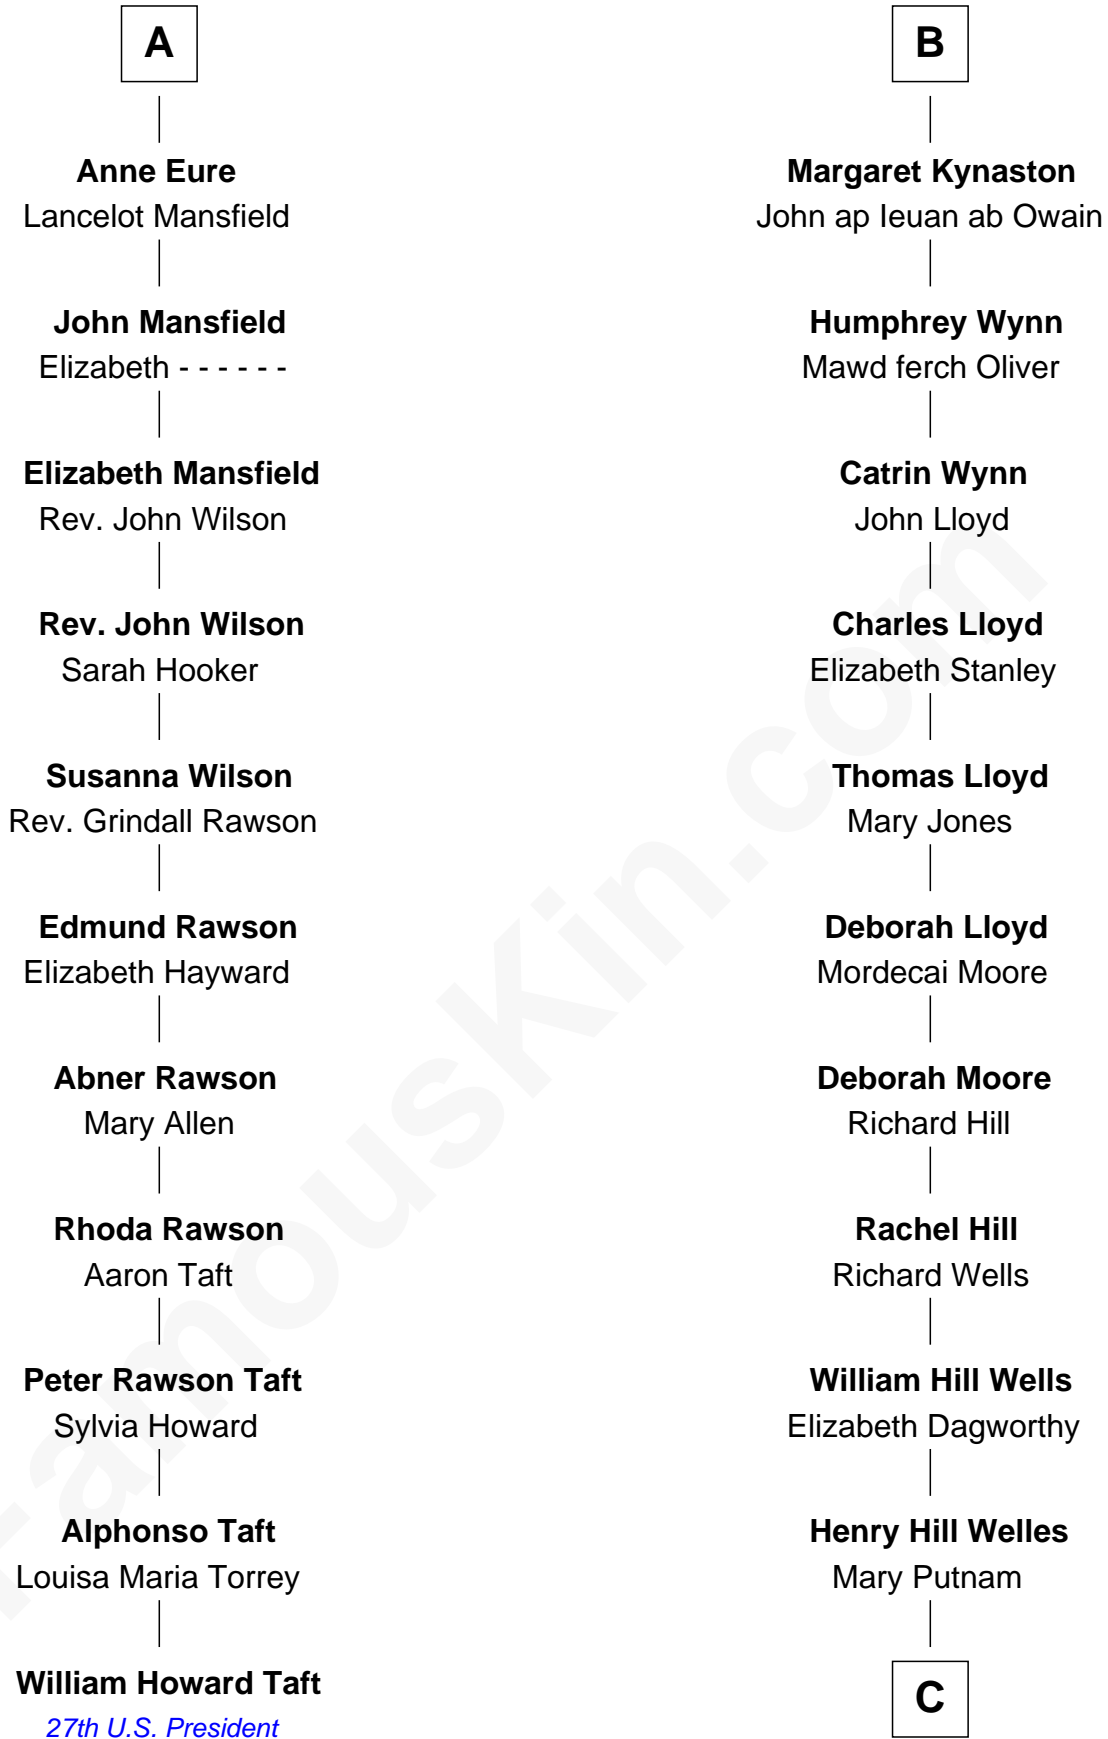 A
Anne Eure
Lancelot Mansfield
John Mansfield
Elizabeth - - - - - -
Elizabeth Mansfield
Rev. John Wilson
Rev. John Wilson
Sarah Hooker
Susanna Wilson
Rev. Grindall Rawson
Edmund Rawson
Elizabeth Hayward
Abner Rawson
Mary Allen
Rhoda Rawson
Aaron Taft
Peter Rawson Taft
Sylvia Howard
Alphonso Taft
Louisa Maria Torrey
William Howard Taft
27th U.S. President
B
Margaret Kynaston
John ap Ieuan ab Owain
Humphrey Wynn
Mawd ferch Oliver
Catrin Wynn
John Lloyd
Charles Lloyd
Elizabeth Stanley
Thomas Lloyd
Mary Jones
Deborah Lloyd
Mordecai Moore
Deborah Moore
Richard Hill
Rachel Hill
Richard Wells
William Hill Wells
Elizabeth Dagworthy
Henry Hill Welles
Mary Putnam
C
FamousKin.com